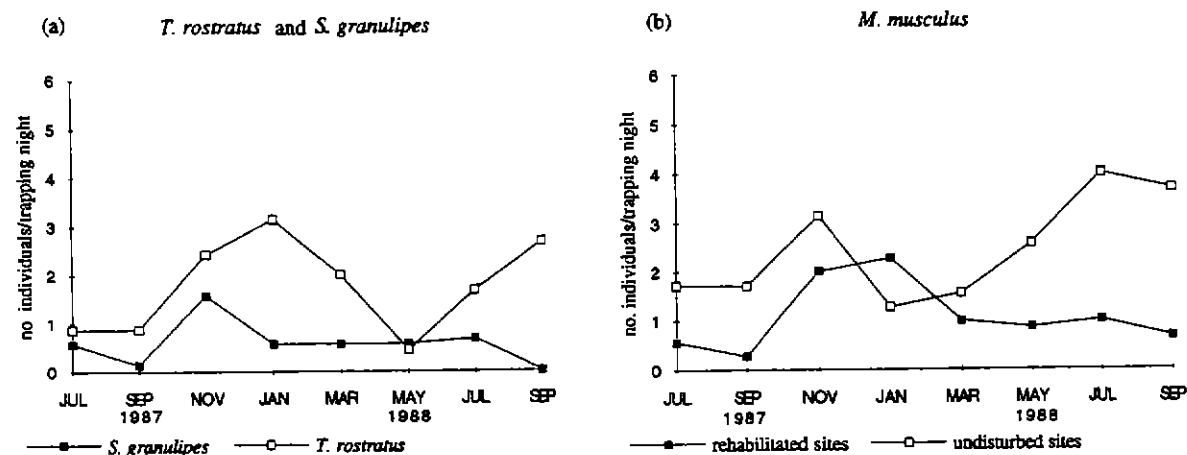 (a) T. rostratus and S. granulipes
no individuals/trapping night
6
5
4
3
2
1
0
JUL SEP NOV JAN MAR MAY JUL SEP
1987 1988
S. granulipes T. rostratus
(b) M. musculus
no. individuals/trapping night
6
5
4
3
2
1
0
JUL SEP NOV JAN MAR MAY JUL SEP
1987 1988
rehabilitated sites undisturbed sites